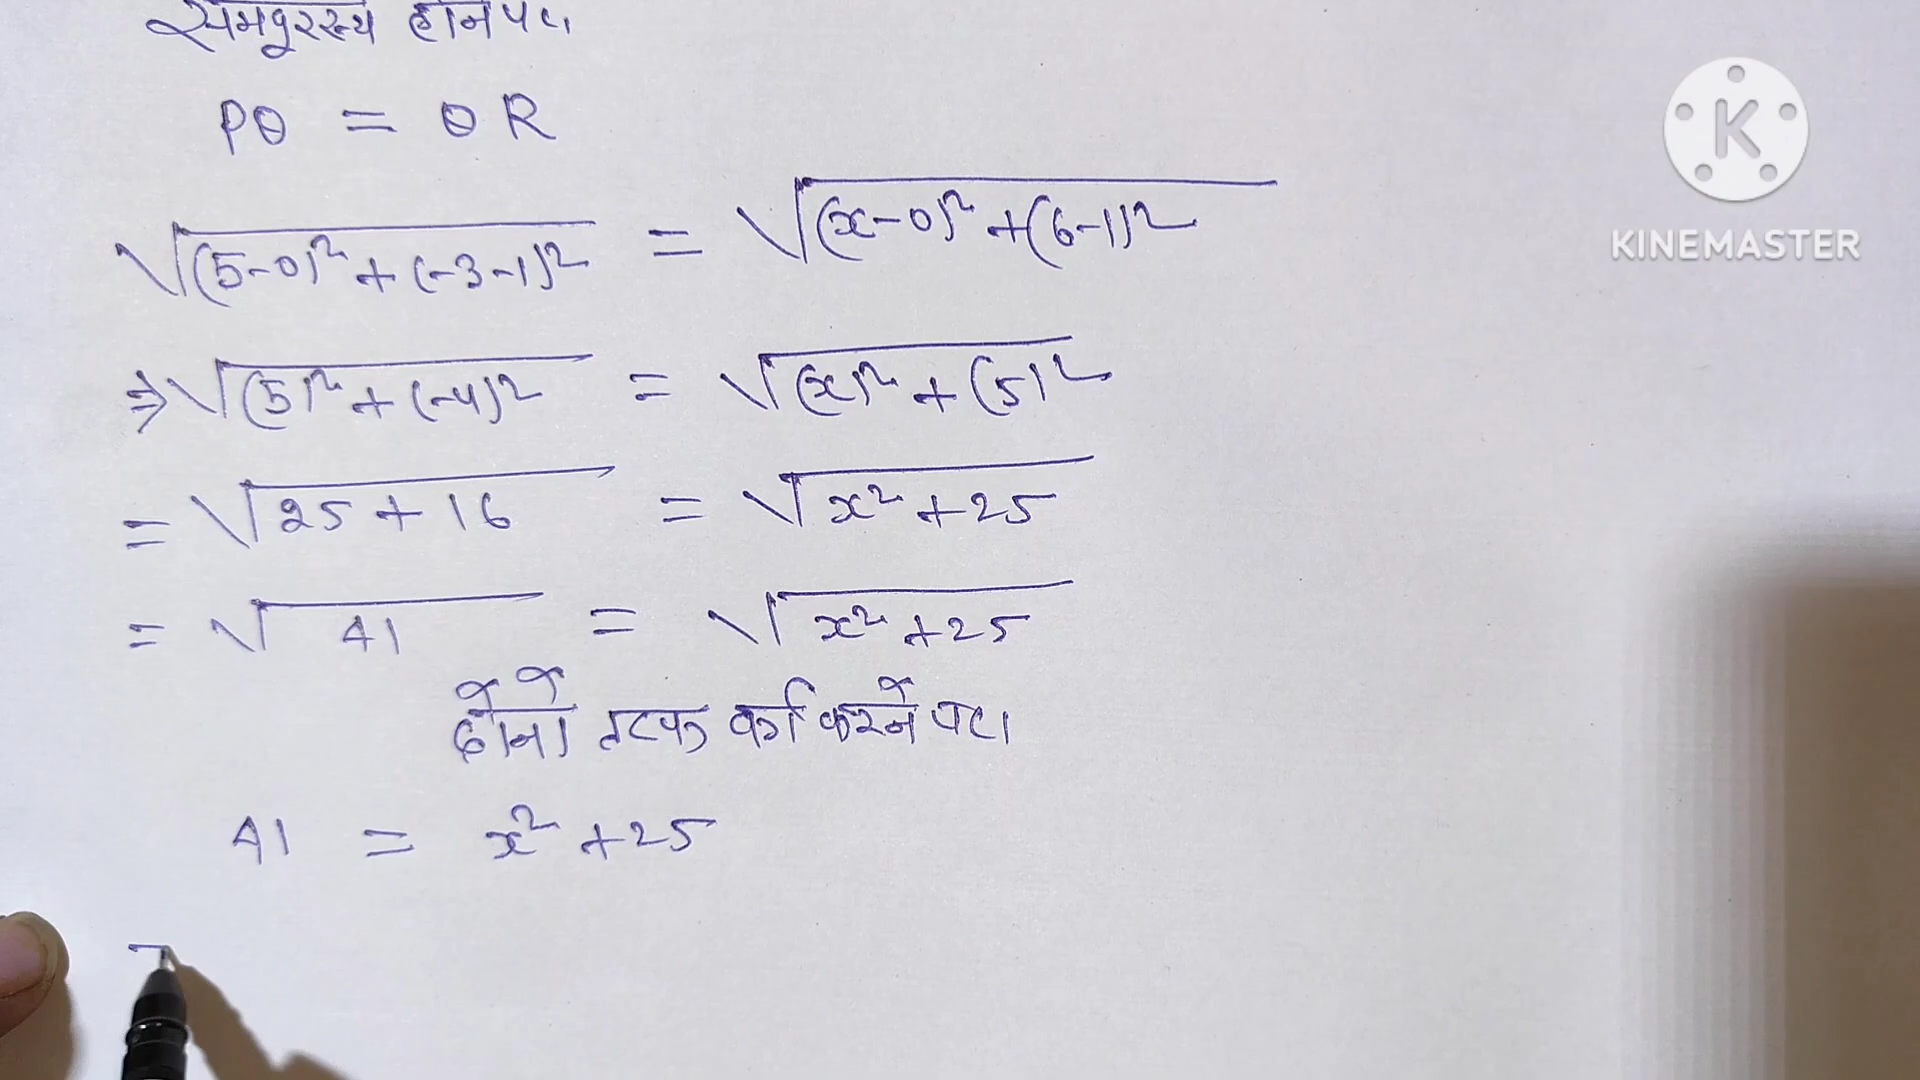 समदूरस्थ होने पर।
PQ = QR
√(5-0)² + (-3-1)² = √(x-0)² + (6-1)²
⇒ √(5)² + (-4)² = √(x)² + (5)²
= √25 + 16 = √x² + 25
= √41 = √x² + 25
दोनों तरफ वर्ग करने पर।
41 = x² + 25
K
KINEMASTER